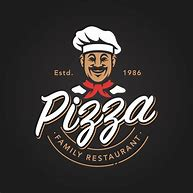 Estd. 1986
Pizza
FAMILY RESTAURANT